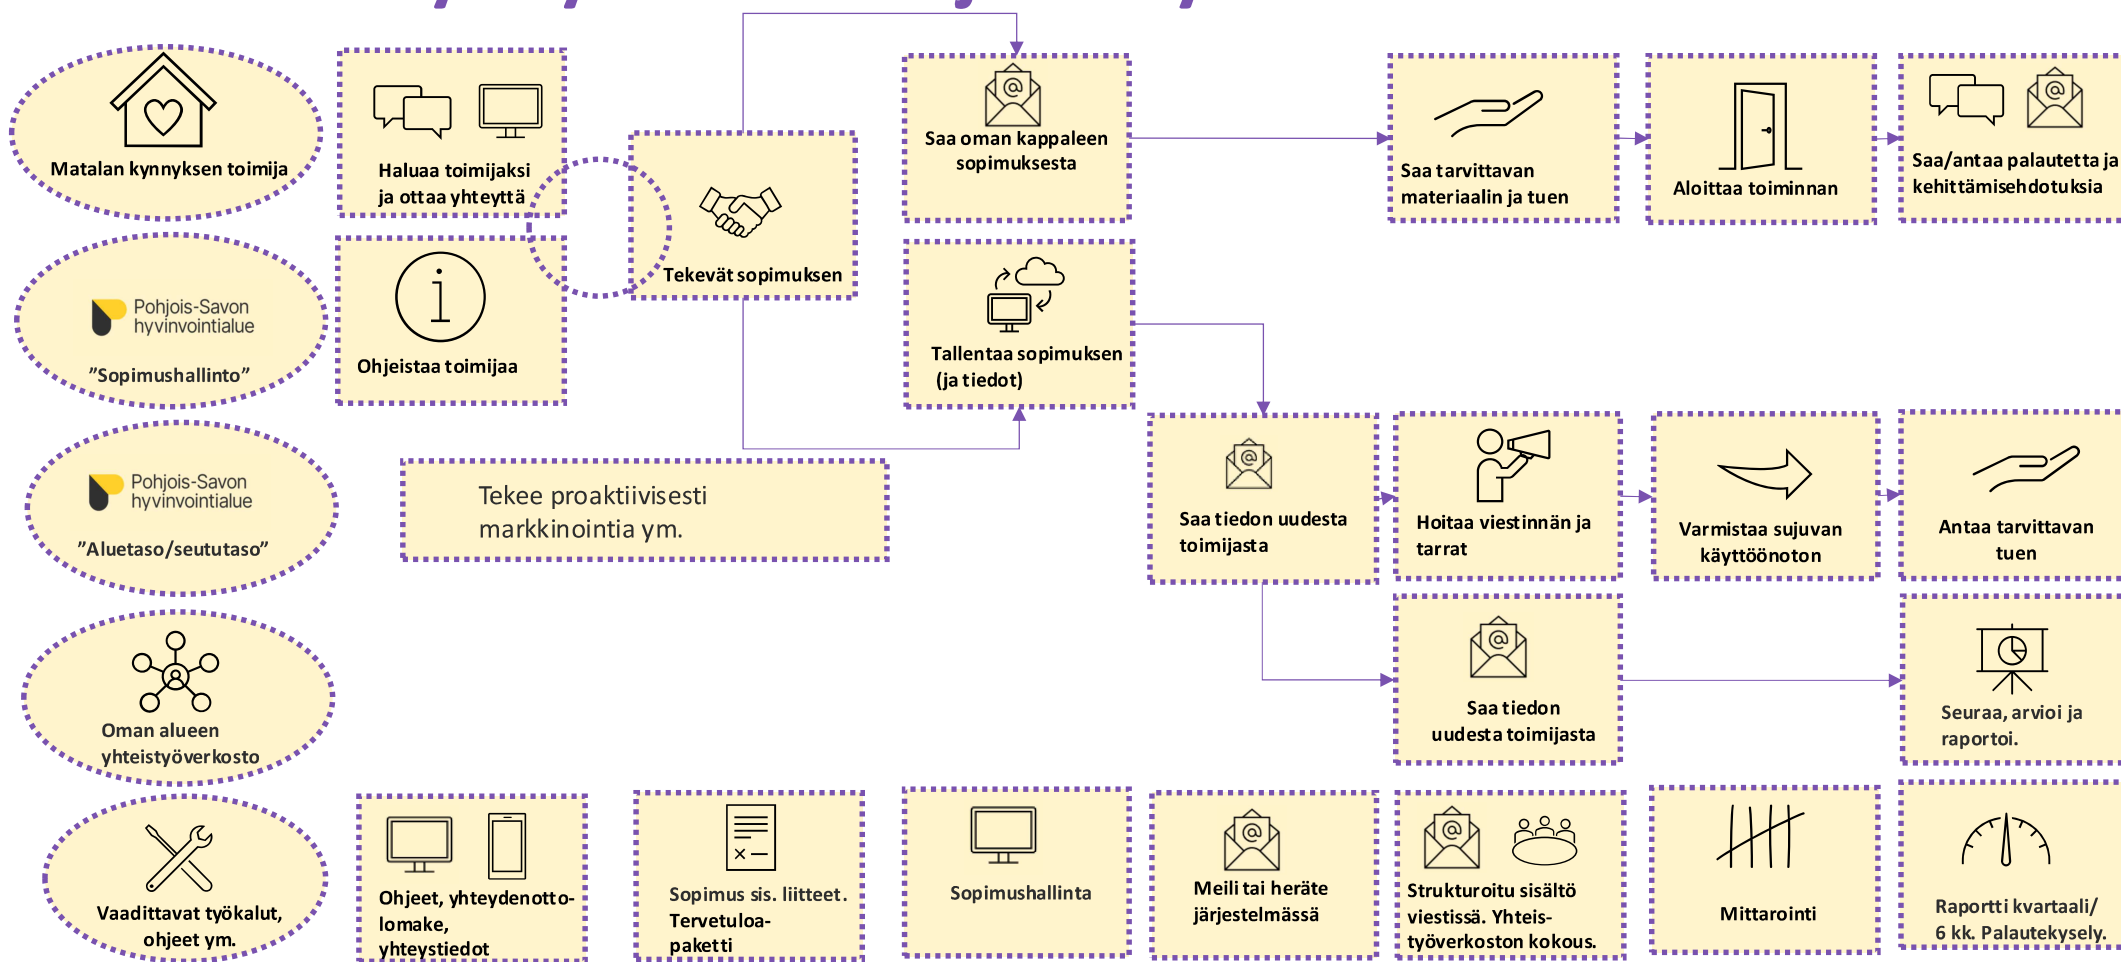 Matalan kynnyksen toimija
Haluaa toimijaksi
ja ottaa yhteyttä
Tekevät sopimuksen
Saa oman kappaleen
sopimuksesta
Saa tarvittavan
materiaalin ja tuen
Aloittaa toiminnan
Saa/antaa palautetta ja
kehittämisehdotuksia
Pohjois-Savon
hyvinvointialue
”Sopimushallinto”
Ohjeistaa toimijaa
Tallentaa sopimuksen
(ja tiedot)
Pohjois-Savon
hyvinvointialue
”Aluetaso/seututaso”
Tekee proaktiivisesti
markkinointia ym.
Saa tiedon uudesta
toimijasta
Hoitaa viestinnän ja
tarrat
Varmistaa sujuvan
käyttöönoton
Antaa tarvittavan
tuen
Oman alueen
yhteistyöverkosto
Saa tiedon
uudesta toimijasta
Seuraa, arvioi ja
raportoi.
Vaadittavat työkalut,
ohjeet ym.
Ohjeet, yhteydenotto-
lomake,
yhteystiedot
Sopimus sis. liitteet.
Tervetuloa-
paketti
Sopimushallinta
Meili tai heräte
järjestelmässä
Strukturoitu sisältö
viestissä. Yhteis-
työverkoston kokous.
Mittarointi
Raportti kvartaali/
6 kk. Palautekysely.